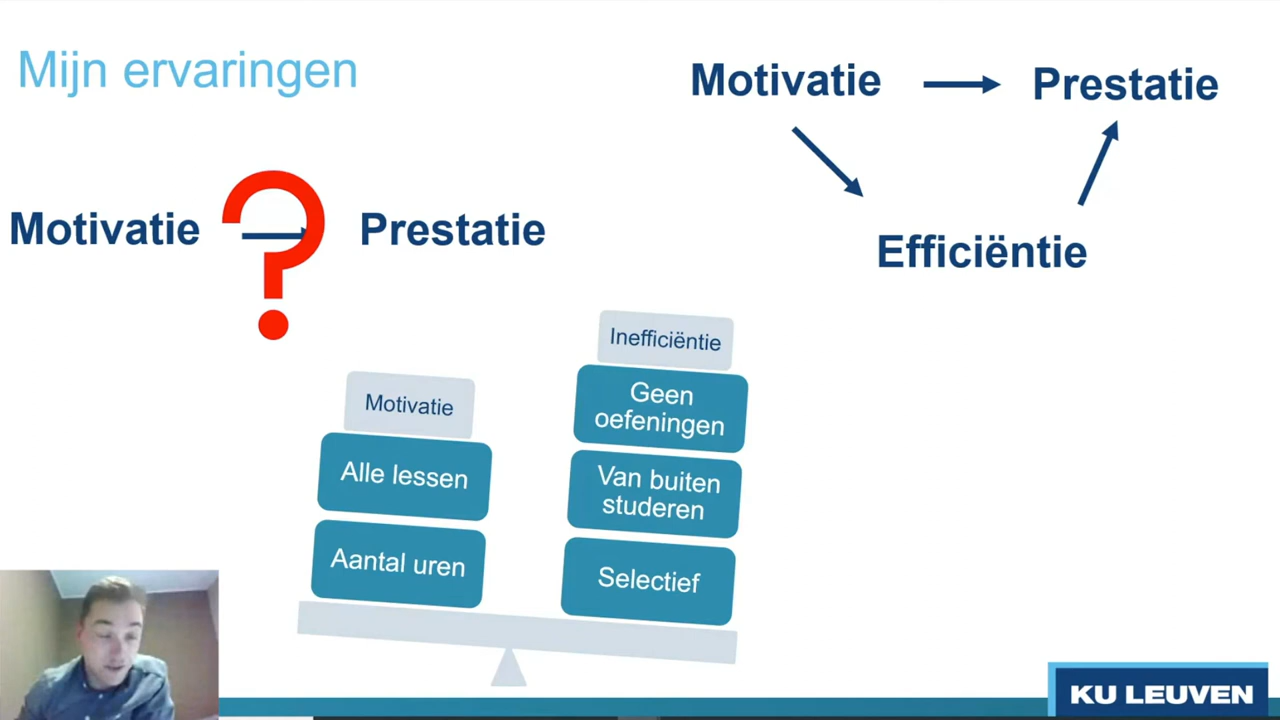 Mijn ervaringen
Motivatie
Prestatie
Efficiëntie
Motivatie
?
Prestatie
Motivatie
Alle lessen
Aantal uren
Inefficiëntie
Geen
oefeningen
Van buiten
studeren
Selectief
KU LEUVEN